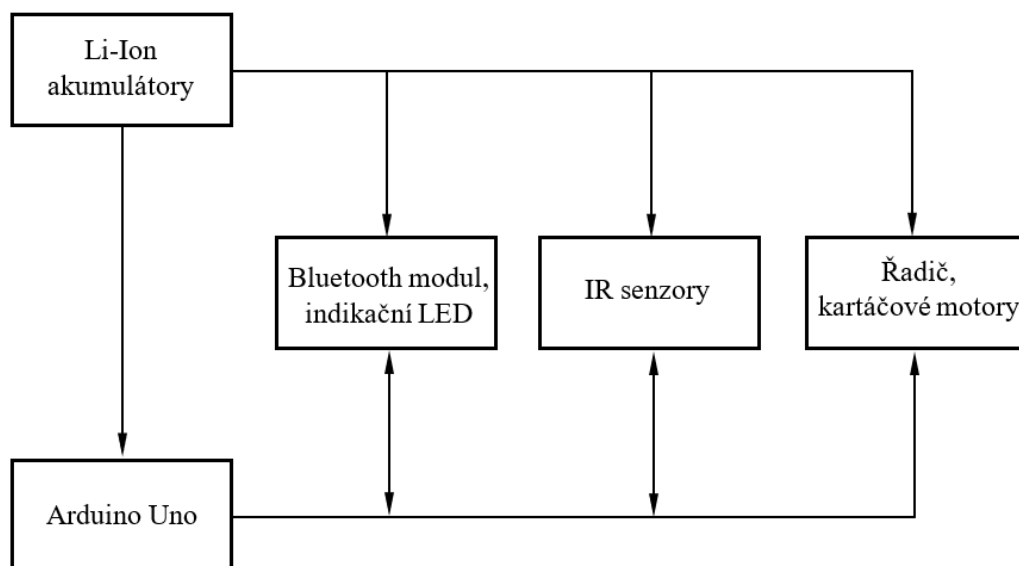 Li-Ion
akumulátory
Bluetooth modul,
indikační LED
IR senzory
Řadič,
kartáčové motory
Arduino Uno